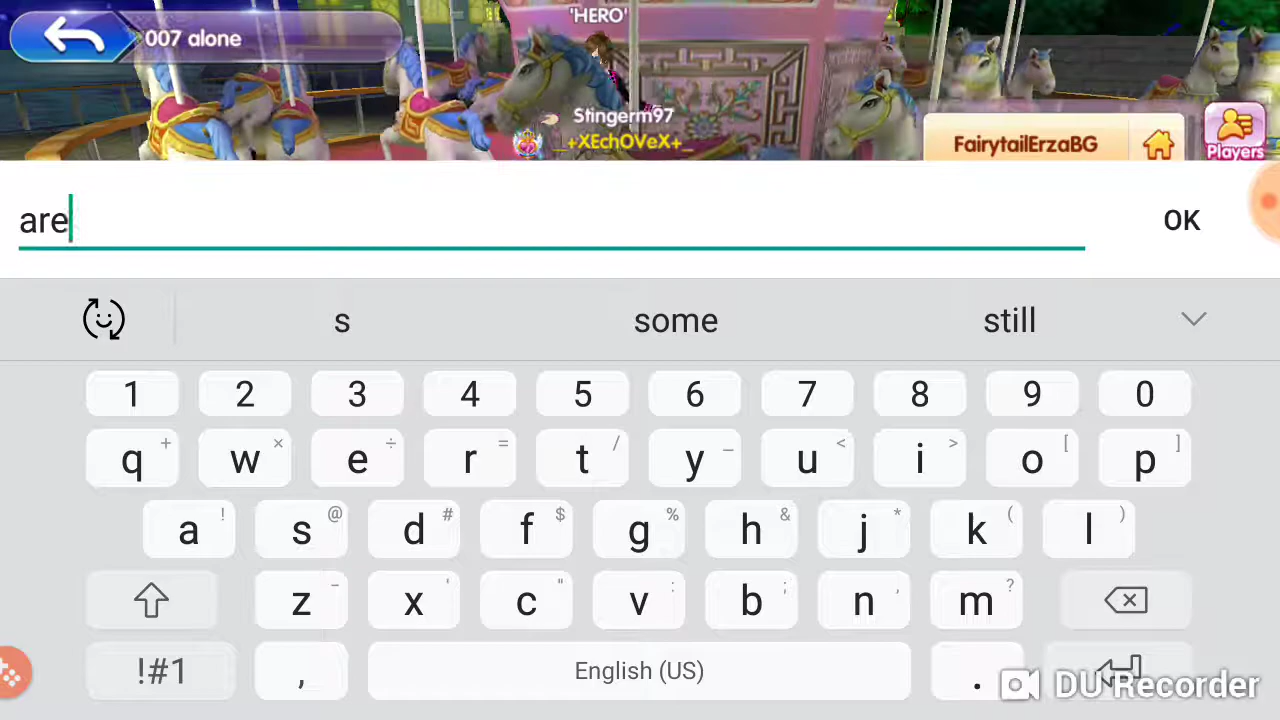 'HERO'
007 alone
Stingerm97
_+XEchOVeX+_
FairytailErzaBG
Players
are
OK
s some still
1 2 3 4 5 6 7 8 9 0
q + w × e ÷ r = t / y _ u < i > o [ p ]
a ! s @ d # f $ g % h & j * k ( l )
z - x ' c " v : b ; n , m ?
!#1 , English (US) .
DU Recorder